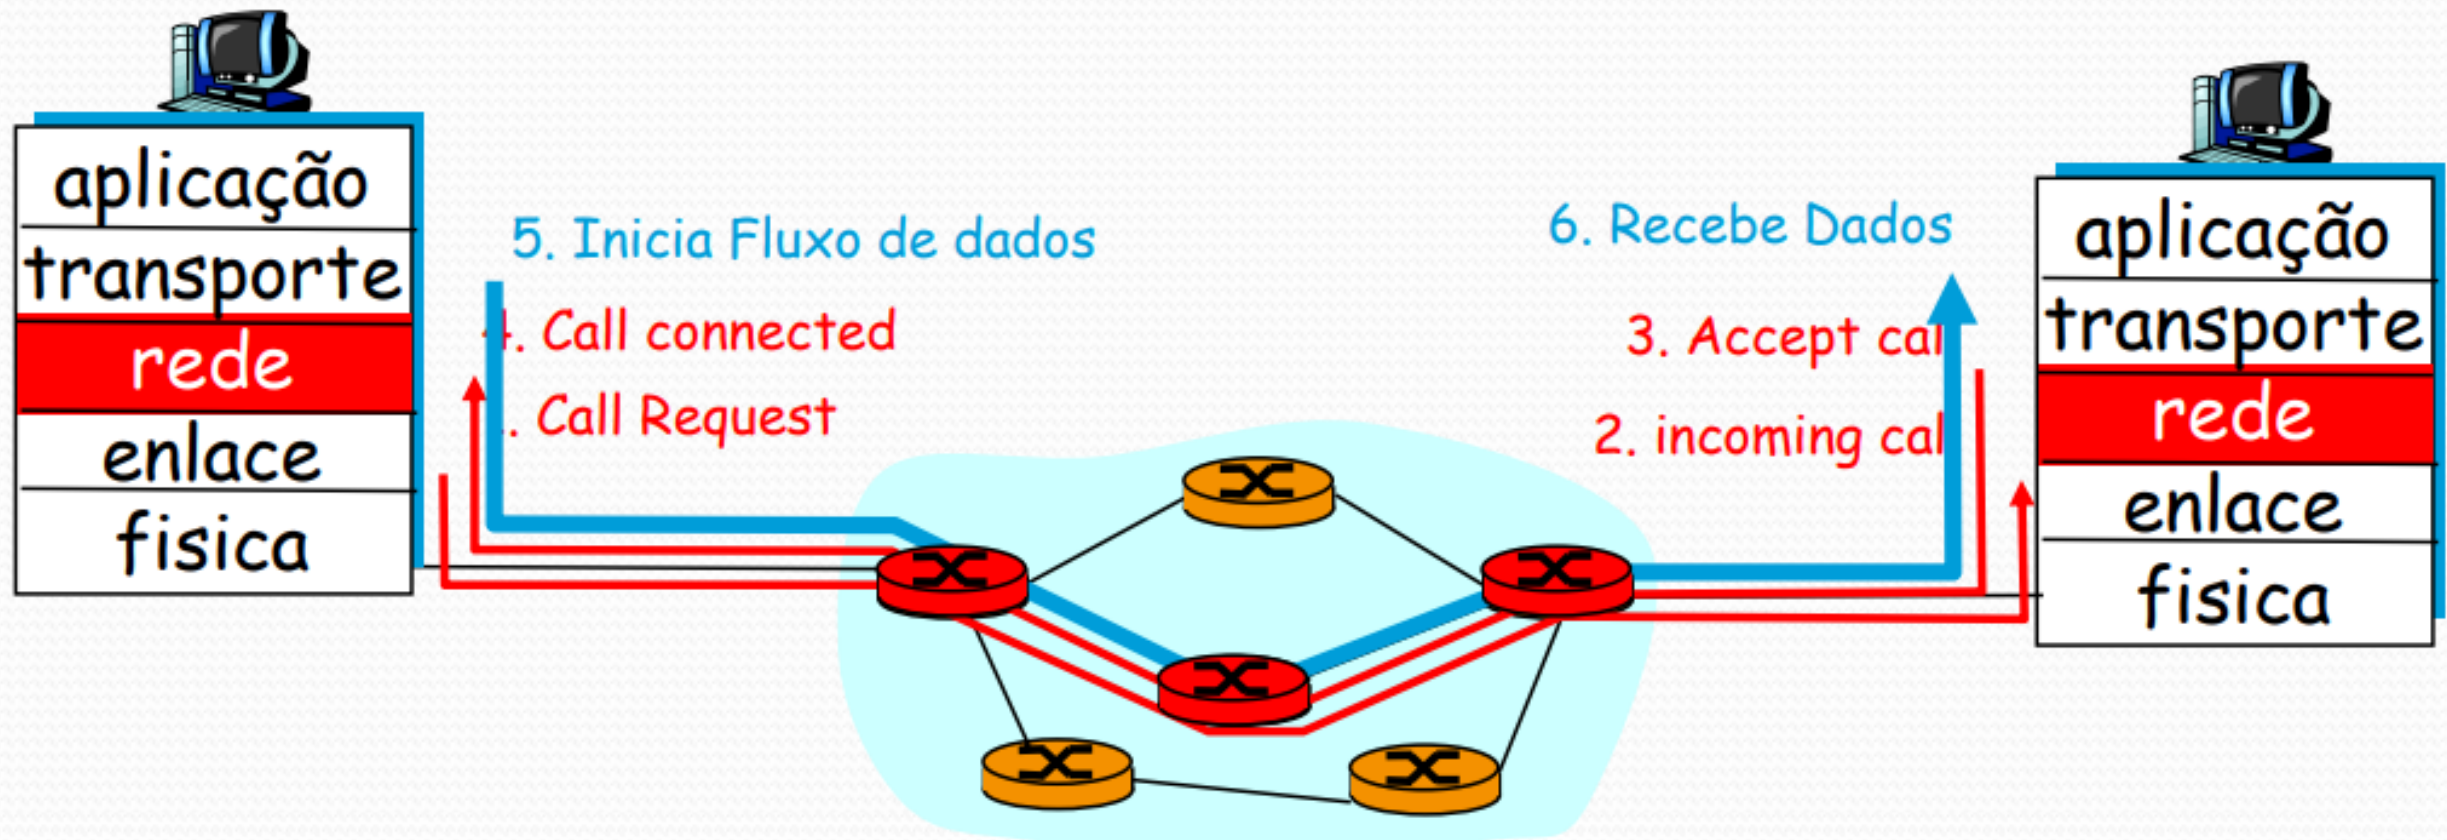 aplicação
transporte
rede
enlace
fisica
5. Inicia Fluxo de dados
4. Call connected
. Call Request
6. Recebe Dados
3. Accept cal
2. incoming cal
aplicação
transporte
rede
enlace
fisica